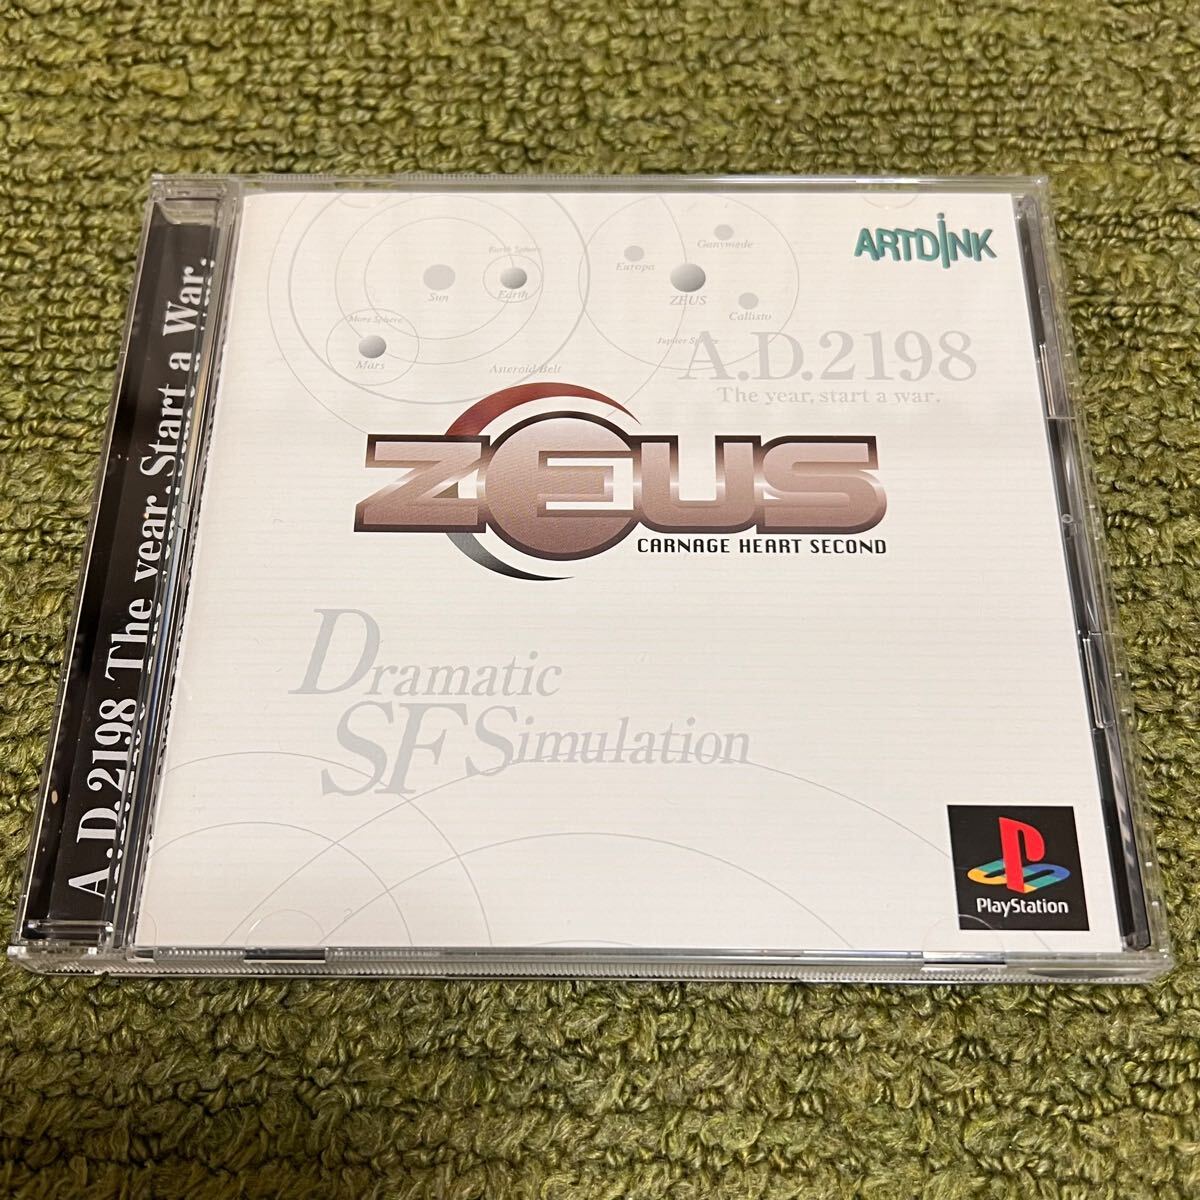 A.D.2198 The year. Start a War.
ARTDINK
Earth Sphere
Sun
Earth
Mars Sphere
Mars
Asteroid Belt
Ganymede
Europa
ZEUS
Callisto
Jupiter Sphere
A.D.2198
The year, start a war.
ZEUS
CARNAGE HEART SECOND
Dramatic
SF Simulation
PlayStation